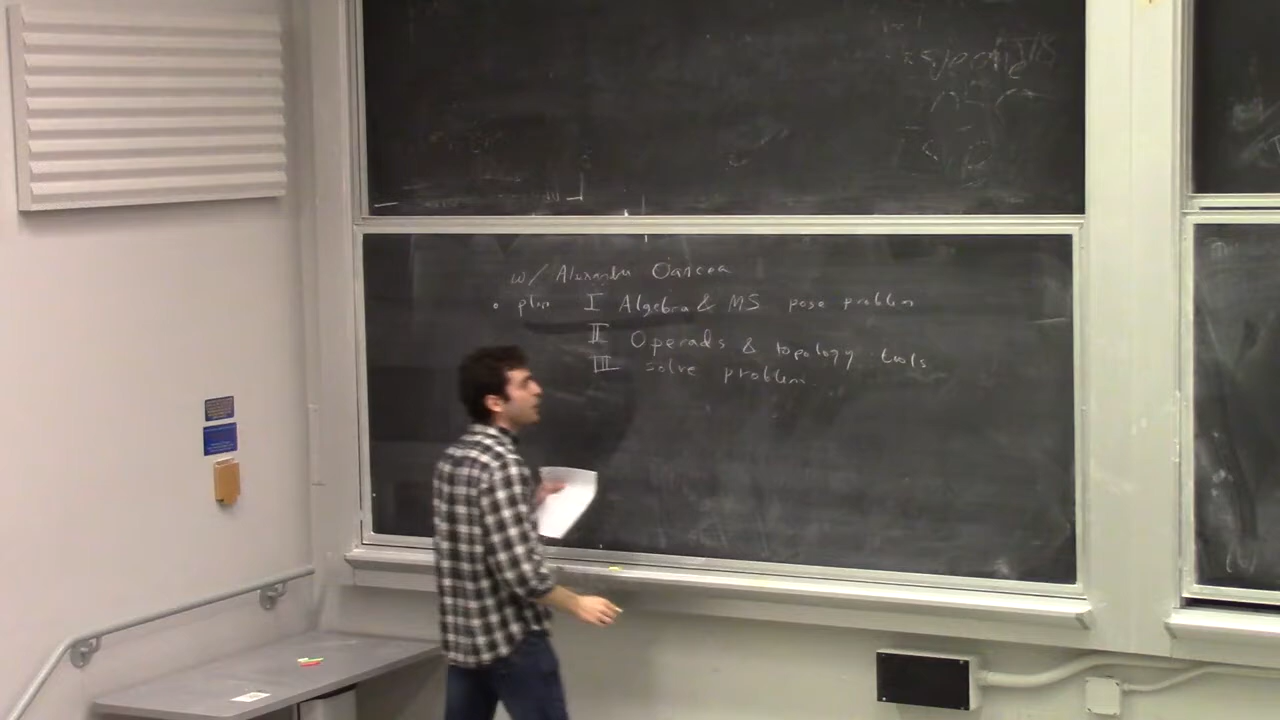 w/ Alexandru Oancea
• plan I Algebra & MS pose problem
II Operads & topology tools
III solve problem.